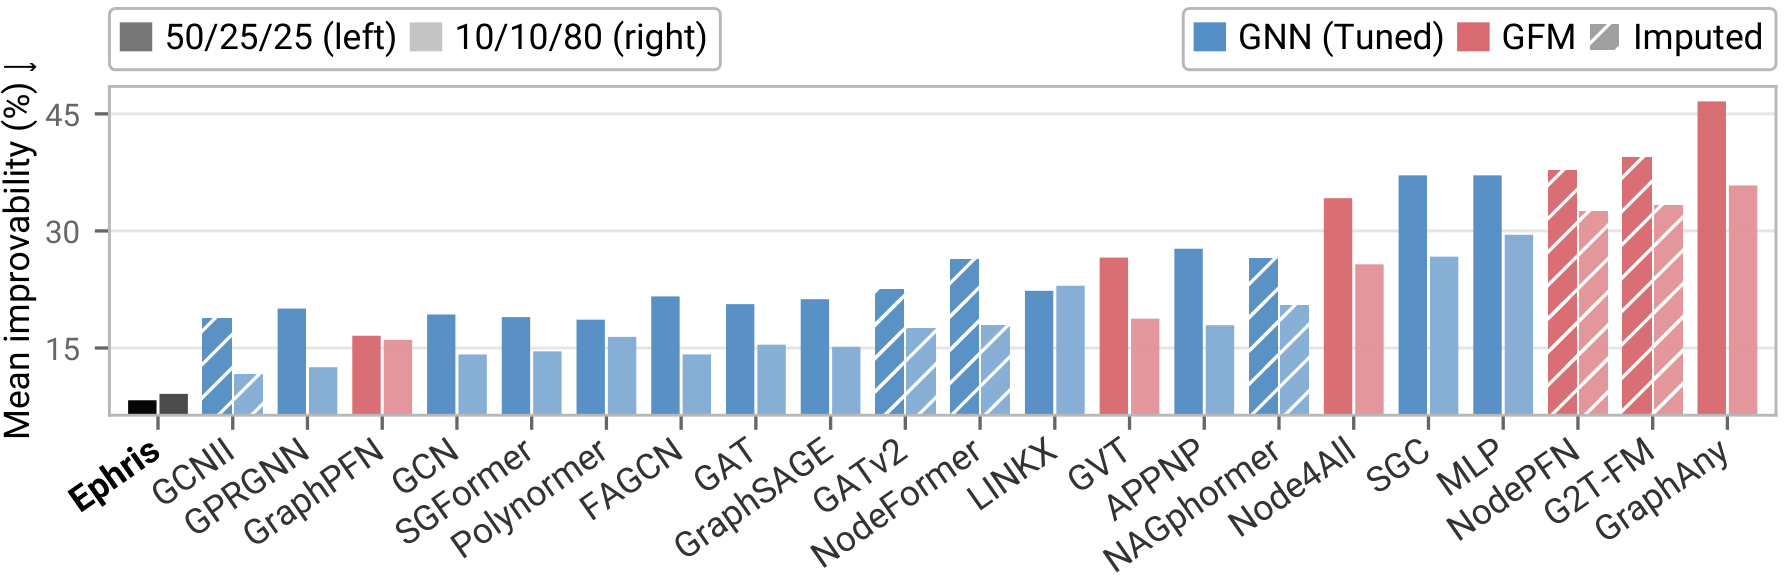 50/25/25 (left) 10/10/80 (right)
GNN (Tuned) GFM Imputed
Mean improvability (%) ↓
45
30
15
Ephris
GCNII
GPRGNN
GraphPFN
GCN
SGFormer
Polynormer
FAGCN
GAT
GraphSAGE
GATv2
NodeFormer
LINKX
GVT
APPNP
NAGphormer
Node4All
SGC
MLP
NodePFN
G2T-FM
GraphAny